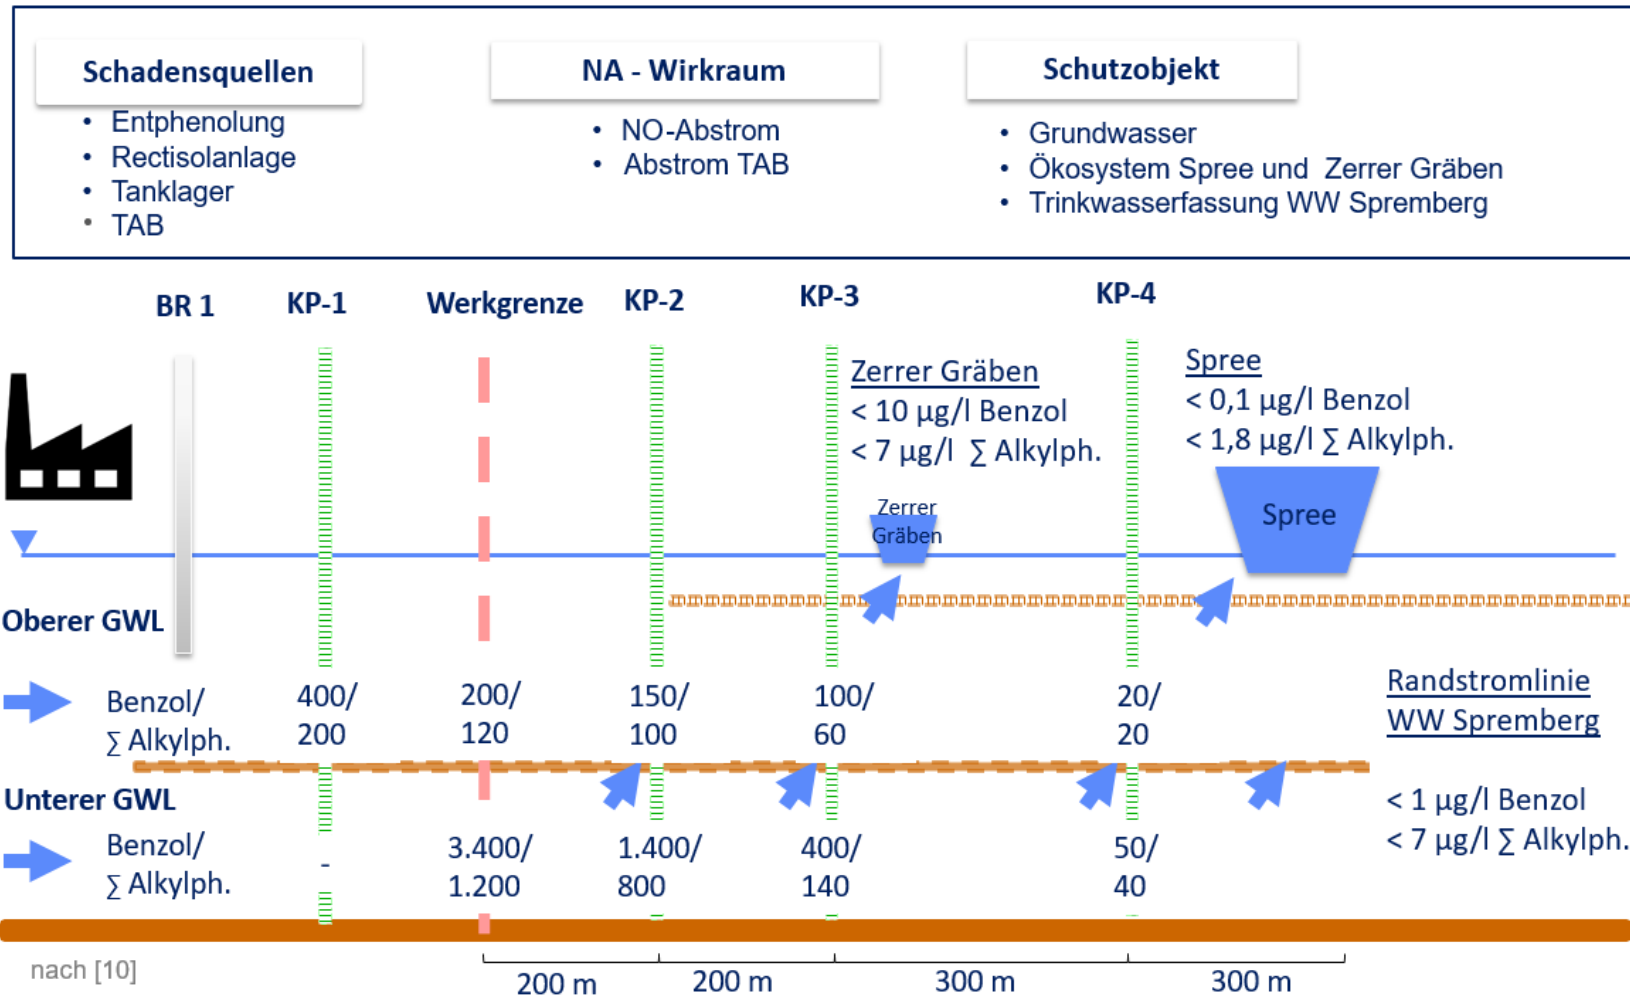 Schadensquellen
• Entphenolung
• Rectisolanlage
• Tanklager
• TAB
NA - Wirkraum
• NO-Abstrom
• Abstrom TAB
Schutzobjekt
• Grundwasser
• Ökosystem Spree und Zerrer Gräben
• Trinkwasserfassung WW Spremberg
BR 1
KP-1
Werkgrenze
KP-2
KP-3
KP-4
Zerrer Gräben
< 10 µg/l Benzol
< 7 µg/l ∑ Alkylph.
Spree
< 0,1 µg/l Benzol
< 1,8 µg/l ∑ Alkylph.
Zerrer
Gräben
Spree
Oberer GWL
Benzol/
∑ Alkylph.
400/
200
200/
120
150/
100
100/
60
20/
20
Randstromlinie
WW Spremberg
< 1 µg/l Benzol
< 7 µg/l ∑ Alkylph.
Unterer GWL
Benzol/
∑ Alkylph.
-
3.400/
1.200
1.400/
800
400/
140
50/
40
nach [10]
200 m
200 m
300 m
300 m